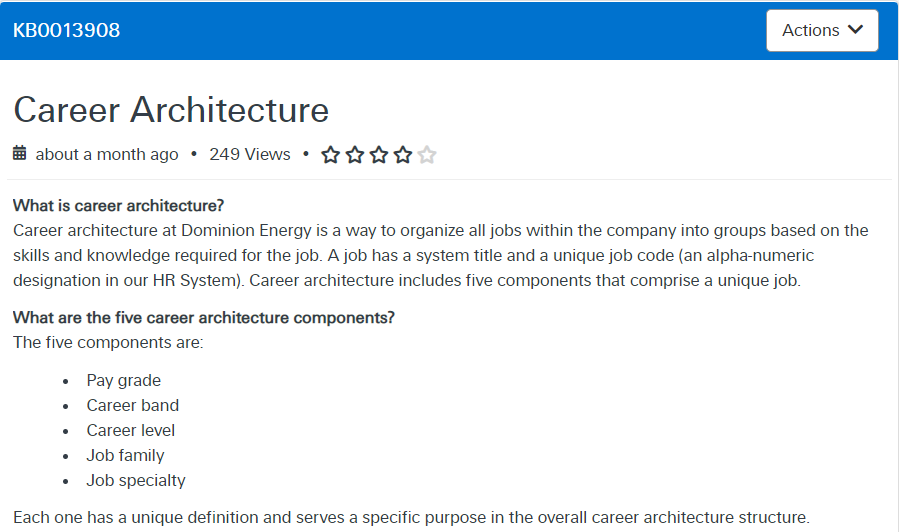 KB0013908
Actions
Career Architecture
about a month ago • 249 Views •
What is career architecture?
Career architecture at Dominion Energy is a way to organize all jobs within the company into groups based on the
skills and knowledge required for the job. A job has a system title and a unique job code (an alpha-numeric
designation in our HR System). Career architecture includes five components that comprise a unique job.
What are the five career architecture components?
The five components are:
• Pay grade
• Career band
• Career level
• Job family
• Job specialty
Each one has a unique definition and serves a specific purpose in the overall career architecture structure.